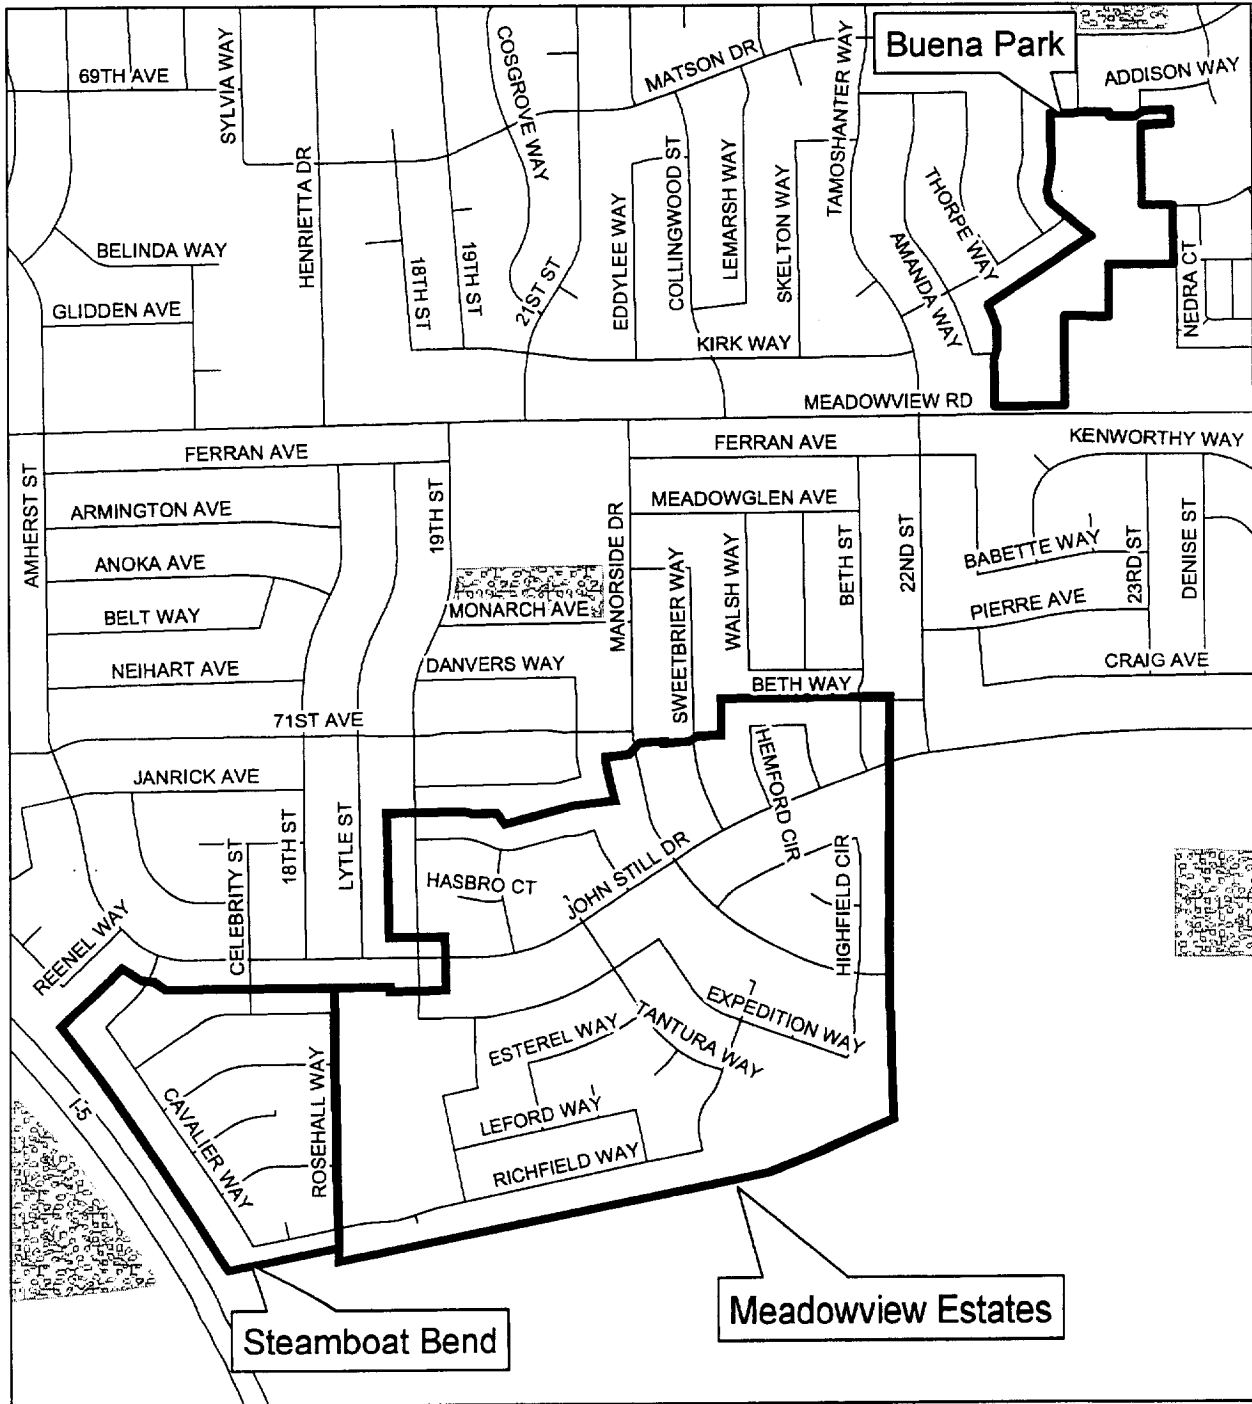 Buena Park
COSGROVE WAY
SYLVIA WAY
69TH AVE
MATSON DR
TAMOSHANTER WAY
ADDISON WAY
HENRIETTA DR
COLLINGWOOD ST
LEMARSH WAY
SKELTON WAY
EDDYLEE WAY
THORPE WAY
AMANDA WAY
BELINDA WAY
18TH ST
19TH ST
21ST ST
NEDRA CT
GLIDDEN AVE
KIRK WAY
MEADOWVIEW RD
FERRAN AVE
FERRAN AVE
KENWORTHY WAY
AMHERST ST
ARMINGTON AVE
19TH ST
MEADOWGLEN AVE
MANORSIDE DR
WALSH WAY
BETH ST
22ND ST
BABETTE WAY
23RD ST
DENISE ST
ANOKA AVE
BELT WAY
MONARCH AVE
SWEETBRIER WAY
PIERRE AVE
NEIHART AVE
DANVERS WAY
BETH WAY
CRAIG AVE
71ST AVE
JANRICK AVE
HEMFORD CIR
18TH ST
LYTLE ST
CELEBRITY ST
HASBRO CT
JOHN STILL DR
HIGHFIELD CIR
REENEL WAY
EXPEDITION WAY
TANTURA WAY
ESTEREL WAY
I-5
CAVALIER WAY
ROSEHALL WAY
LEFORD WAY
RICHFIELD WAY
Meadowview Estates
Steamboat Bend